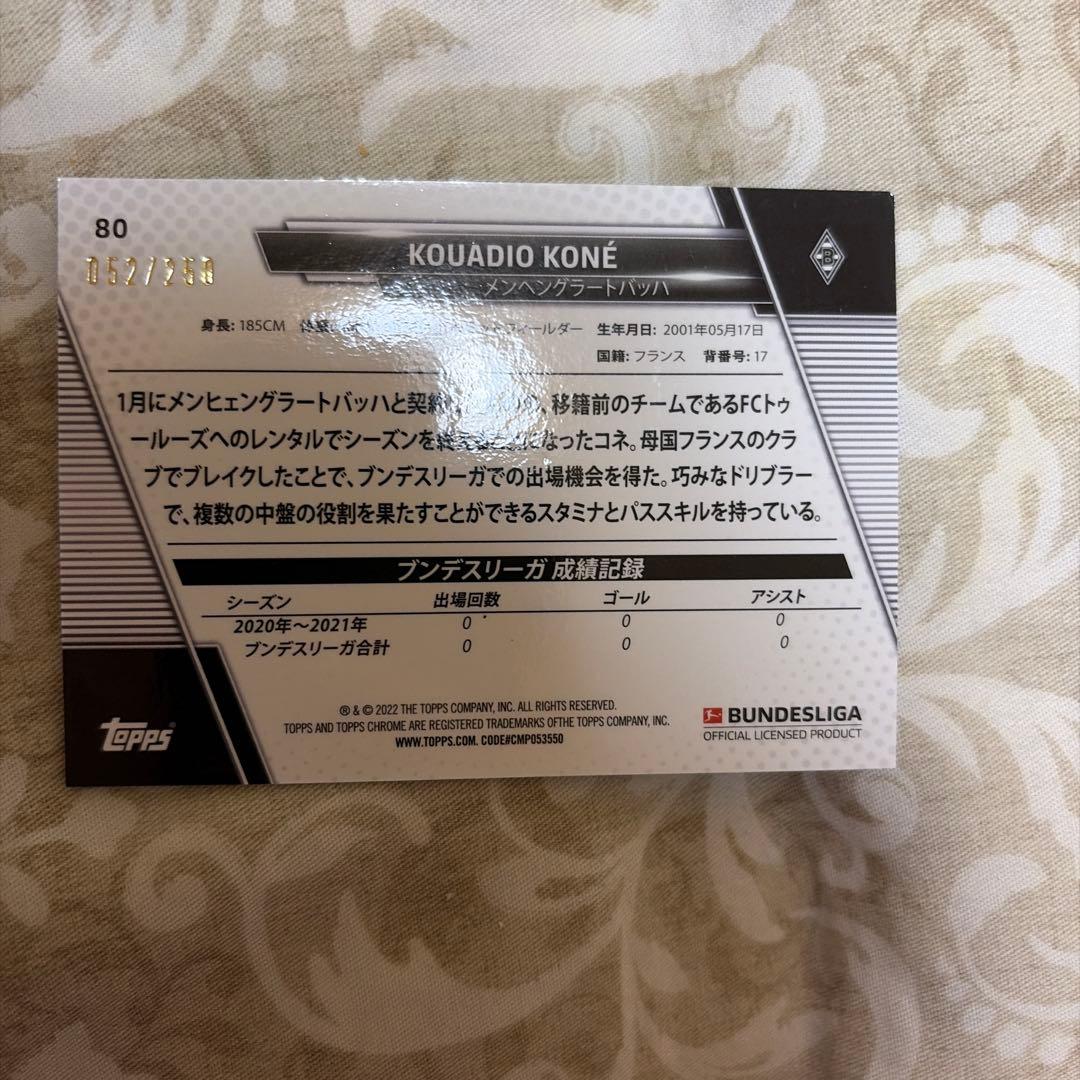 80
052/250
KOUADIO KONÉ
メンヘングラートバッハ
身長: 185CM フィールダー 生年月日: 2001年05月17日
国籍: フランス 背番号: 17
1月にメンヒェングラートバッハと契約 、移籍前のチームであるFCトゥ
ールーズへのレンタルでシーズンを終えることになったコネ。母国フランスのクラ
ブでブレイクしたことで、ブンデスリーガでの出場機会を得た。巧みなドリブラー
で、複数の中盤の役割を果たすことができるスタミナとパススキルを持っている。
ブンデスリーガ 成績記録
シーズン 出場回数 ゴール アシスト
2020年～2021年 0 0 0
ブンデスリーガ合計 0 0 0
® & © 2022 THE TOPPS COMPANY, INC. ALL RIGHTS RESERVED.
TOPPS AND TOPPS CHROME ARE REGISTERED TRADEMARKS OFTHE TOPPS COMPANY, INC.
WWW.TOPPS.COM. CODE#CMP053550
topps
BUNDESLIGA
OFFICIAL LICENSED PRODUCT